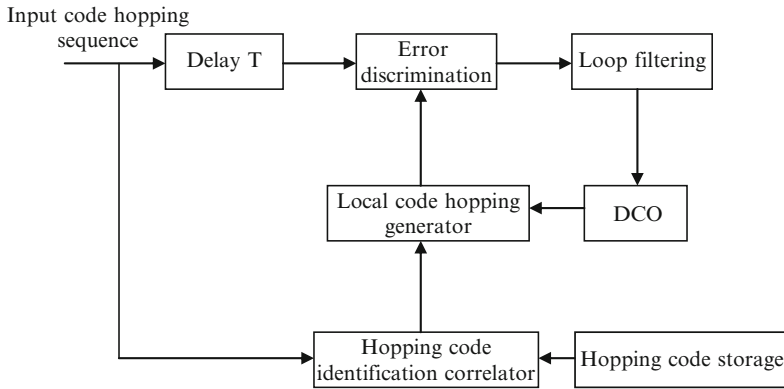 Input code hopping
sequence
Delay T
Error
discrimination
Loop filtering
Local code hopping
generator
DCO
Hopping code
identification correlator
Hopping code storage